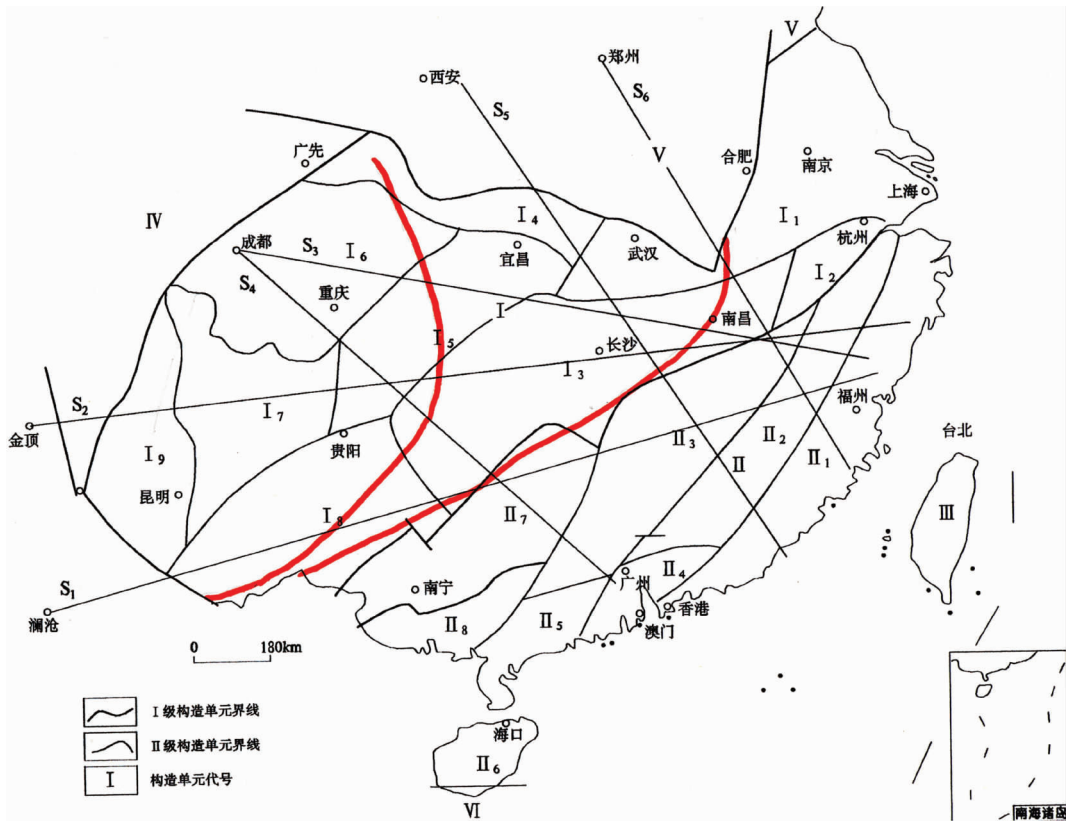 郑州
V
西安
S₆
S₅
V
合肥
南京
广先
上海
I₁
IV
I₄
杭州
成都
S₃
I₆
宜昌
武汉
I₂
S₄
重庆
I
南昌
I₅
长沙
I₃
S₂
I₇
福州
金顶
贵阳
II₃
II₂
台北
I₉
II
II₁
昆明
I₈
II₇
III
S₁
南宁
广州
II₄
澜沧
香港
II₈
II₅
澳门
0 180km
I级构造单元界线
海口
II级构造单元界线
II₆
I 构造单元代号
VI
南海诸岛